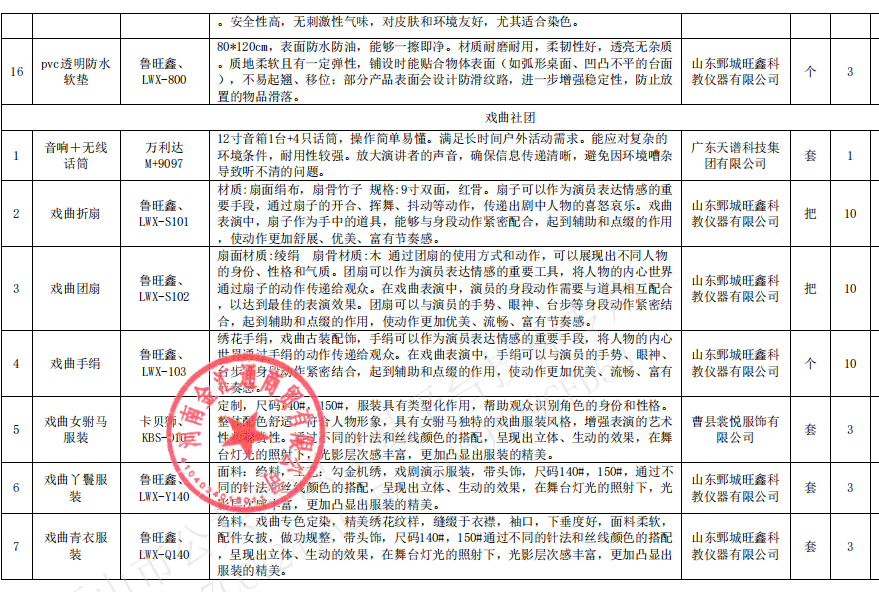 。安全性高，无刺激性气味，对皮肤和环境友好，尤其适合染色。
16
pvc透明防水
软垫
鲁旺鑫、
LWX-800
80*120cm，表面防水防油，能够一擦即净。材质耐磨耐用，柔韧性好，透亮无杂质
。质地柔软且有一定弹性，铺设时能贴合物体表面（如弧形桌面、凹凸不平的台面
），不易起翘、移位；部分产品表面会设计防滑纹路，进一步增强稳定性，防止放
置的物品滑落。
山东鄄城旺鑫科
教仪器有限公司
个
3
戏曲社团
1
音响＋无线
话筒
万利达
M+9097
12寸音箱1台+4只话筒，操作简单易懂。满足长时间户外活动需求。能应对复杂的
环境条件，耐用性较强。放大演讲者的声音，确保信息传递清晰，避免因环境嘈杂
导致听不清的问题。
广东天谱科技集
团有限公司
套
1
2
戏曲折扇
鲁旺鑫、
LWX-S101
材质:扇面绢布，扇骨竹子 规格:9寸双面，红骨。扇子可以作为演员表达情感的重
要手段，通过扇子的开合、挥舞、抖动等动作，传递出剧中人物的喜怒哀乐。戏曲
表演中，扇子作为手中的道具，能够与身段动作紧密配合，起到辅助和点缀的作用
，使动作更加舒展、优美、富有节奏感。
山东鄄城旺鑫科
教仪器有限公司
把
10
3
戏曲团扇
鲁旺鑫、
LWX-S102
扇面材质:绫绢 扇骨材质:木 通过团扇的使用方式和动作，可以展现出不同人物
的身份、性格和气质。团扇可以作为演员表达情感的重要工具，将人物的内心世界
通过扇子的动作传递给观众。在戏曲表演中，演员的身段动作需要与道具相互配合
，以达到最佳的表演效果。团扇可以与演员的手势、眼神、台步等身段动作紧密结
合，起到辅助和点缀的作用，使动作更加优美、流畅、富有节奏感。
山东鄄城旺鑫科
教仪器有限公司
把
10
4
戏曲手绢
鲁旺鑫、
LWX-103
绣花手绢，戏曲古装配饰，手绢可以作为演员表达情感的重要手段，将人物的内心
世界通过手绢的动作传递给观众。在戏曲表演中，手绢可以与演员的手势、眼神、
台步等身段动作紧密结合，起到辅助和点缀的作用，使动作更加优美、流畅、富有
节奏感。
山东鄄城旺鑫科
教仪器有限公司
个
10
5
戏曲女驸马
服装
卡贝狮、
KBS-010
定制，尺码140#，150#，服装具有类型化作用，帮助观众识别角色的身份和性格。
整体配色舒适，符合人物形象，具有女驸马独特的戏曲服装风格，增强表演的艺术
性和观赏性。通过不同的针法和丝线颜色的搭配，呈现出立体、生动的效果，在舞
台灯光的照射下，光影层次感丰富，更加凸显出服装的精美。
曹县裳悦服饰有
限公司
套
3
6
戏曲丫鬟服
装
鲁旺鑫、
LWX-Y140
面料：绉料，工艺：勾金机绣，戏剧演示服装，带头饰，尺码140#，150#，通过不
同的针法和丝线颜色的搭配，呈现出立体、生动的效果，在舞台灯光的照射下，光
影层次感丰富，更加凸显出服装的精美。
山东鄄城旺鑫科
教仪器有限公司
套
3
7
戏曲青衣服
装
鲁旺鑫、
LWX-Q140
绉料，戏曲专色定染，精美绣花纹样，缝缀于衣襟，袖口，下垂度好，面料柔软，
配件女披，做功规整，带头饰，尺码140#，150#通过不同的针法和丝线颜色的搭配
，呈现出立体、生动的效果，在舞台灯光的照射下，光影层次感丰富，更加凸显出
服装的精美。
山东鄄城旺鑫科
教仪器有限公司
套
3